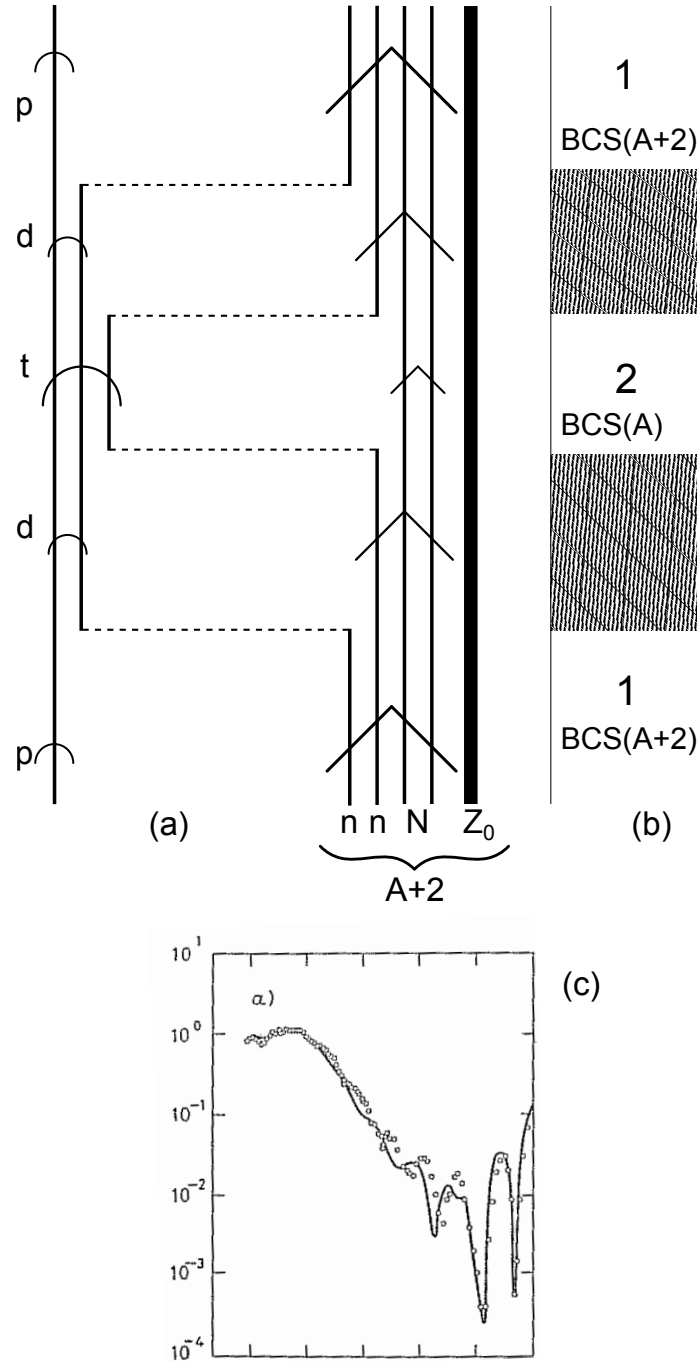 p
d
t
d
p
1
BCS(A+2)
2
BCS(A)
1
BCS(A+2)
(a)
n n N Z₀
(b)
A+2
(c)
a)
10¹
10⁰
10⁻¹
10⁻²
10⁻³
10⁻⁴